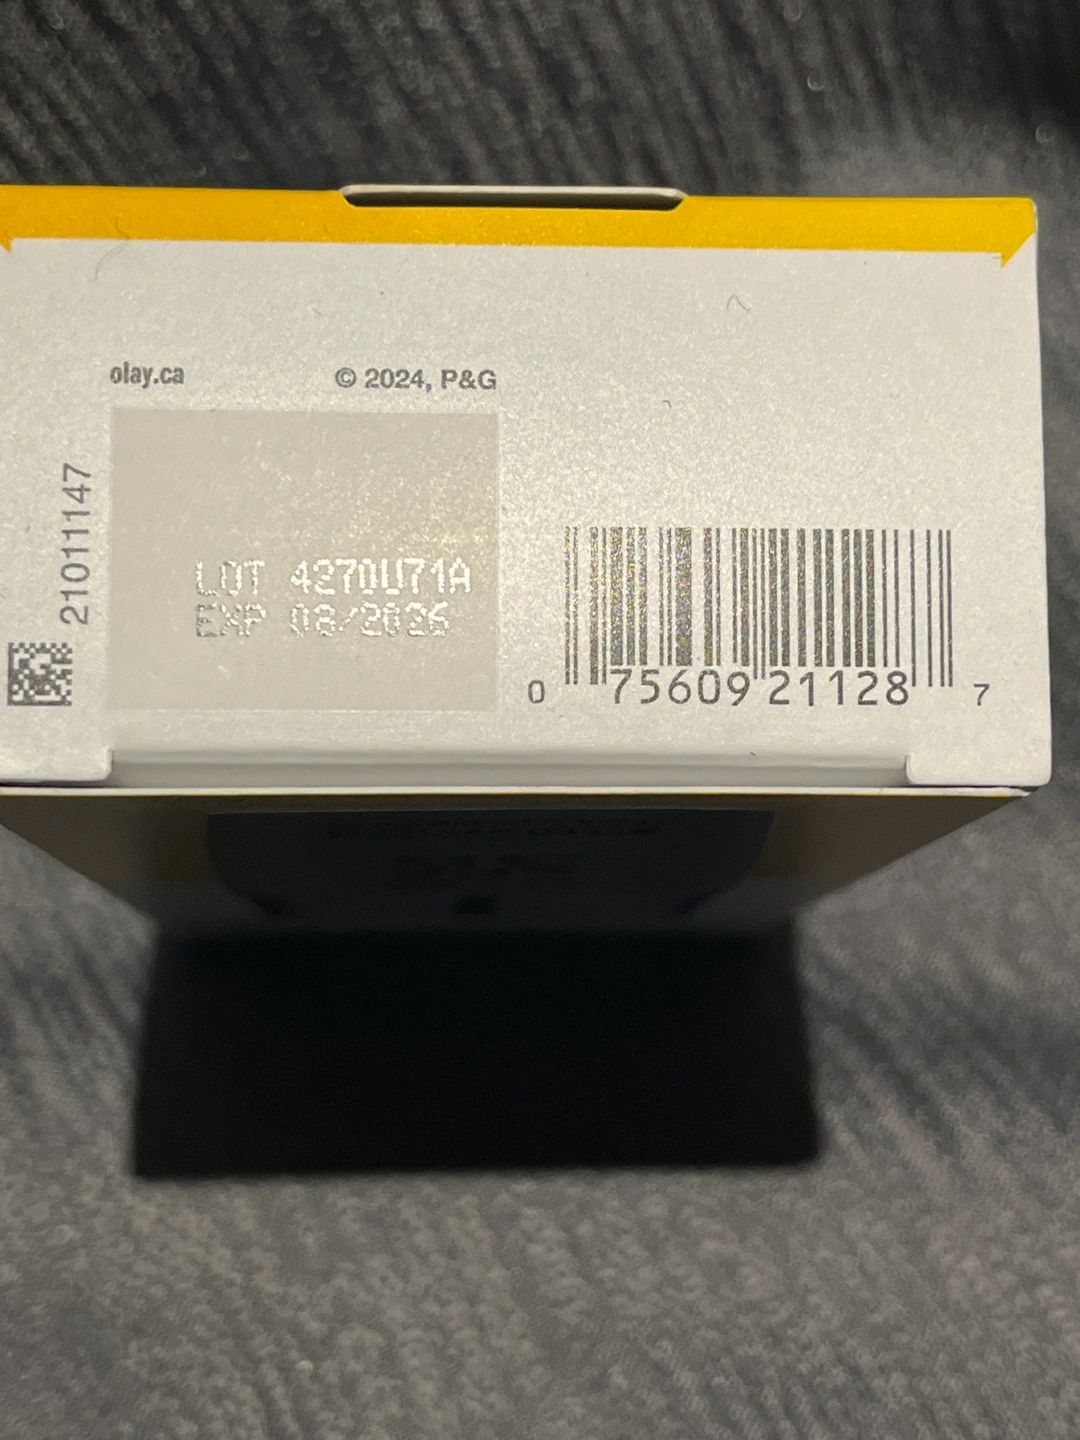 olay.ca
© 2024, P&G
21011147
LOT 4270U71A
EXP 08/2026
0 75609 21128 7